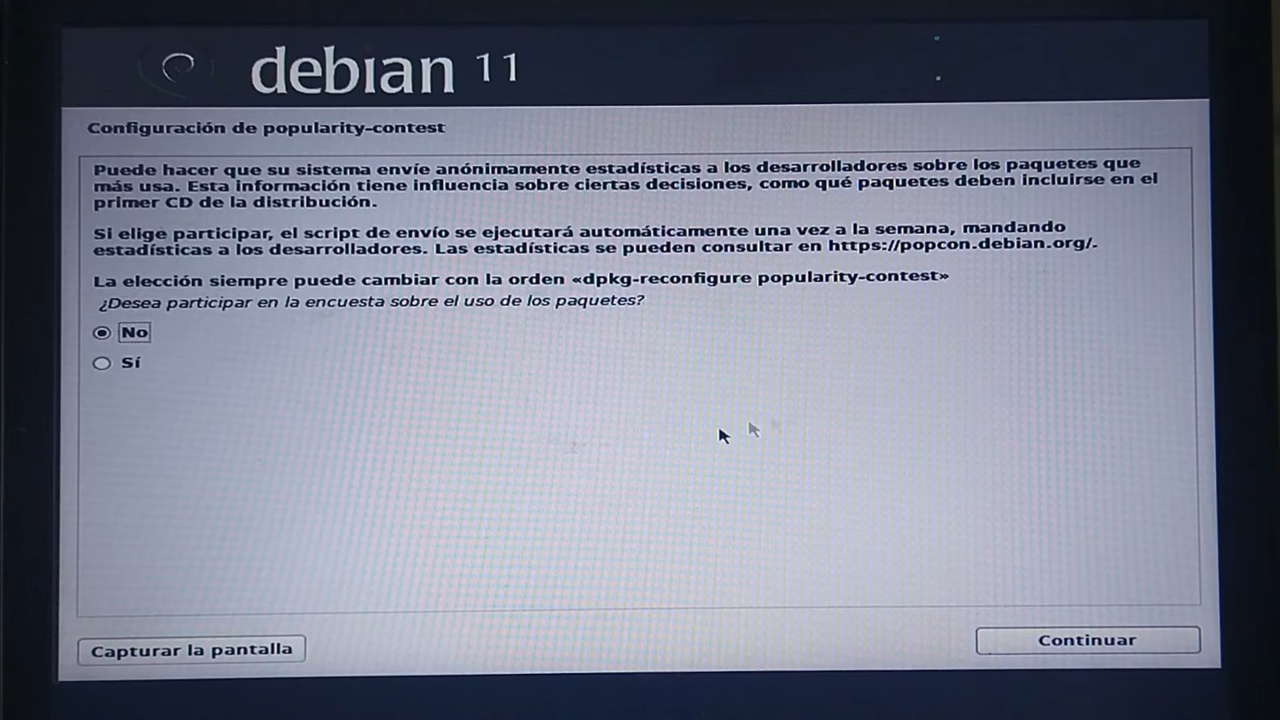 debian 11
Configuración de popularity-contest
Puede hacer que su sistema envíe anónimamente estadísticas a los desarrolladores sobre los paquetes que
más usa. Esta información tiene influencia sobre ciertas decisiones, como qué paquetes deben incluirse en el
primer CD de la distribución.
Si elige participar, el script de envío se ejecutará automáticamente una vez a la semana, mandando
estadísticas a los desarrolladores. Las estadísticas se pueden consultar en https://popcon.debian.org/.
La elección siempre puede cambiar con la orden «dpkg-reconfigure popularity-contest»
¿Desea participar en la encuesta sobre el uso de los paquetes?
No
Sí
Capturar la pantalla
Continuar